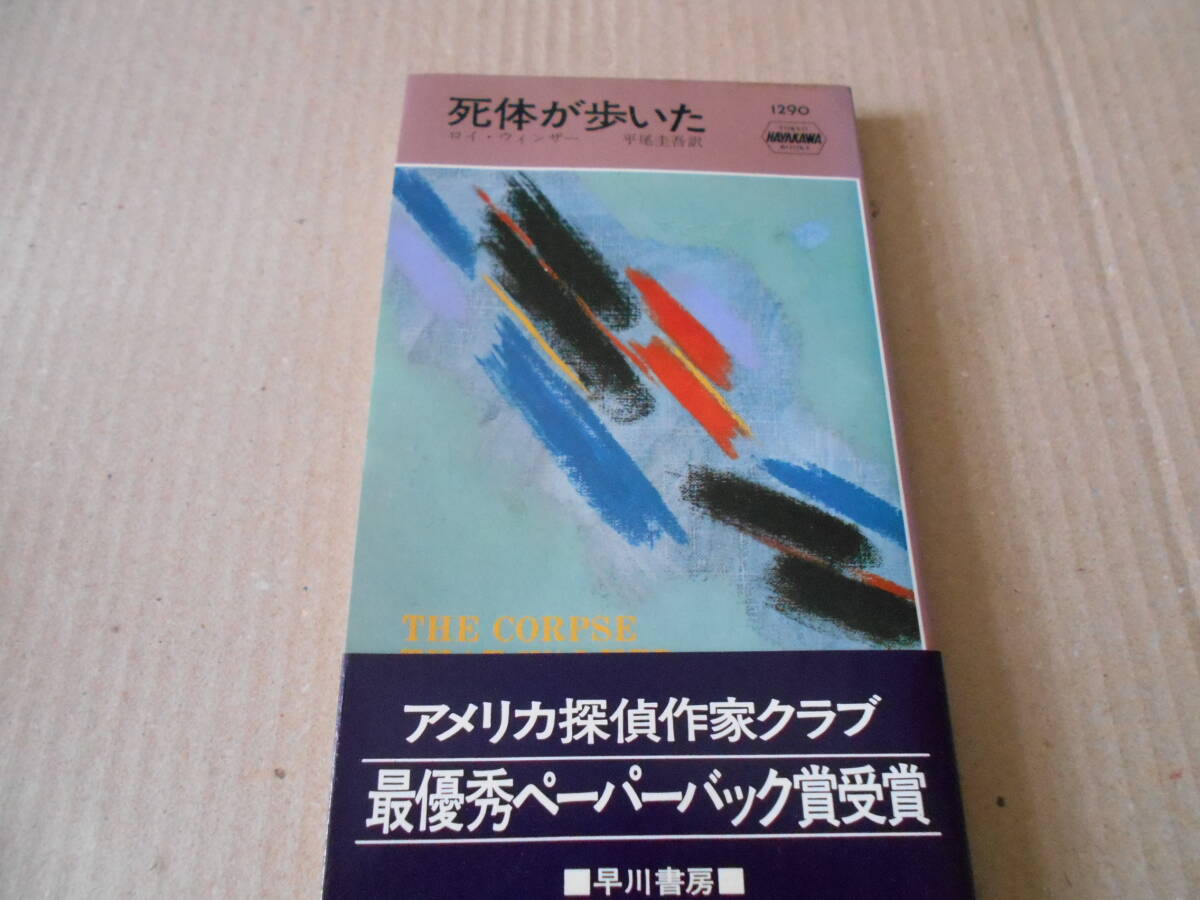 死体が歩いた
1290
ロイ・ウィンザー 平尾圭吾訳
TOKYO
HAYAKAWA
BOOKS
THE CORPSE
アメリカ探偵作家クラブ
最優秀ペーパーバック賞受賞
■早川書房■